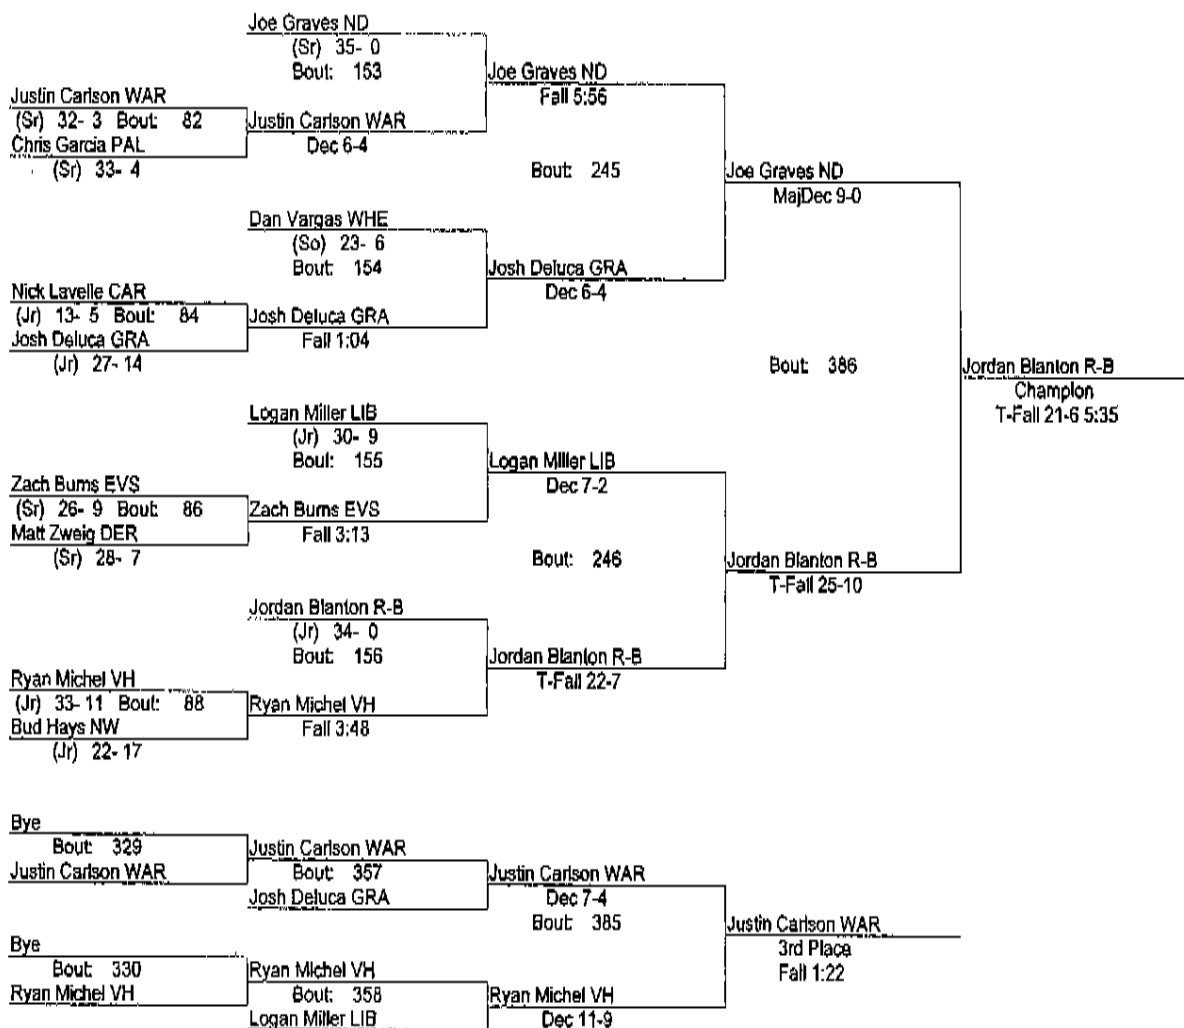 Joe Graves ND
(Sr) 35- 0
Bout: 153
Joe Graves ND
Fall 5:56
Justin Carlson WAR
(Sr) 32- 3 Bout: 82
Justin Carlson WAR
Dec 6-4
Chris Garcia PAL
(Sr) 33- 4
Bout: 245
Joe Graves ND
MajDec 9-0
Dan Vargas WHE
(So) 23- 6
Bout: 154
Josh Deluca GRA
Dec 6-4
Nick Lavelle CAR
(Jr) 13- 5 Bout: 84
Josh Deluca GRA
Fall 1:04
Josh Deluca GRA
(Jr) 27- 14
Bout: 386
Jordan Blanton R-B
Champion
T-Fall 21-6 5:35
Logan Miller LIB
(Jr) 30- 9
Bout: 155
Logan Miller LIB
Dec 7-2
Zach Burns EVS
(Sr) 26- 9 Bout: 86
Zach Burns EVS
Fall 3:13
Matt Zweig DER
(Sr) 28- 7
Bout: 246
Jordan Blanton R-B
T-Fall 25-10
Jordan Blanton R-B
(Jr) 34- 0
Bout: 156
Jordan Blanton R-B
T-Fall 22-7
Ryan Michel VH
(Jr) 33- 11 Bout: 88
Ryan Michel VH
Fall 3:48
Bud Hays NW
(Jr) 22- 17
Bye
Bout: 329
Justin Carlson WAR
Justin Carlson WAR
Bout: 357
Josh Deluca GRA
Justin Carlson WAR
Dec 7-4
Bout: 385
Justin Carlson WAR
3rd Place
Fall 1:22
Bye
Bout: 330
Ryan Michel VH
Ryan Michel VH
Bout: 358
Logan Miller LIB
Ryan Michel VH
Dec 11-9